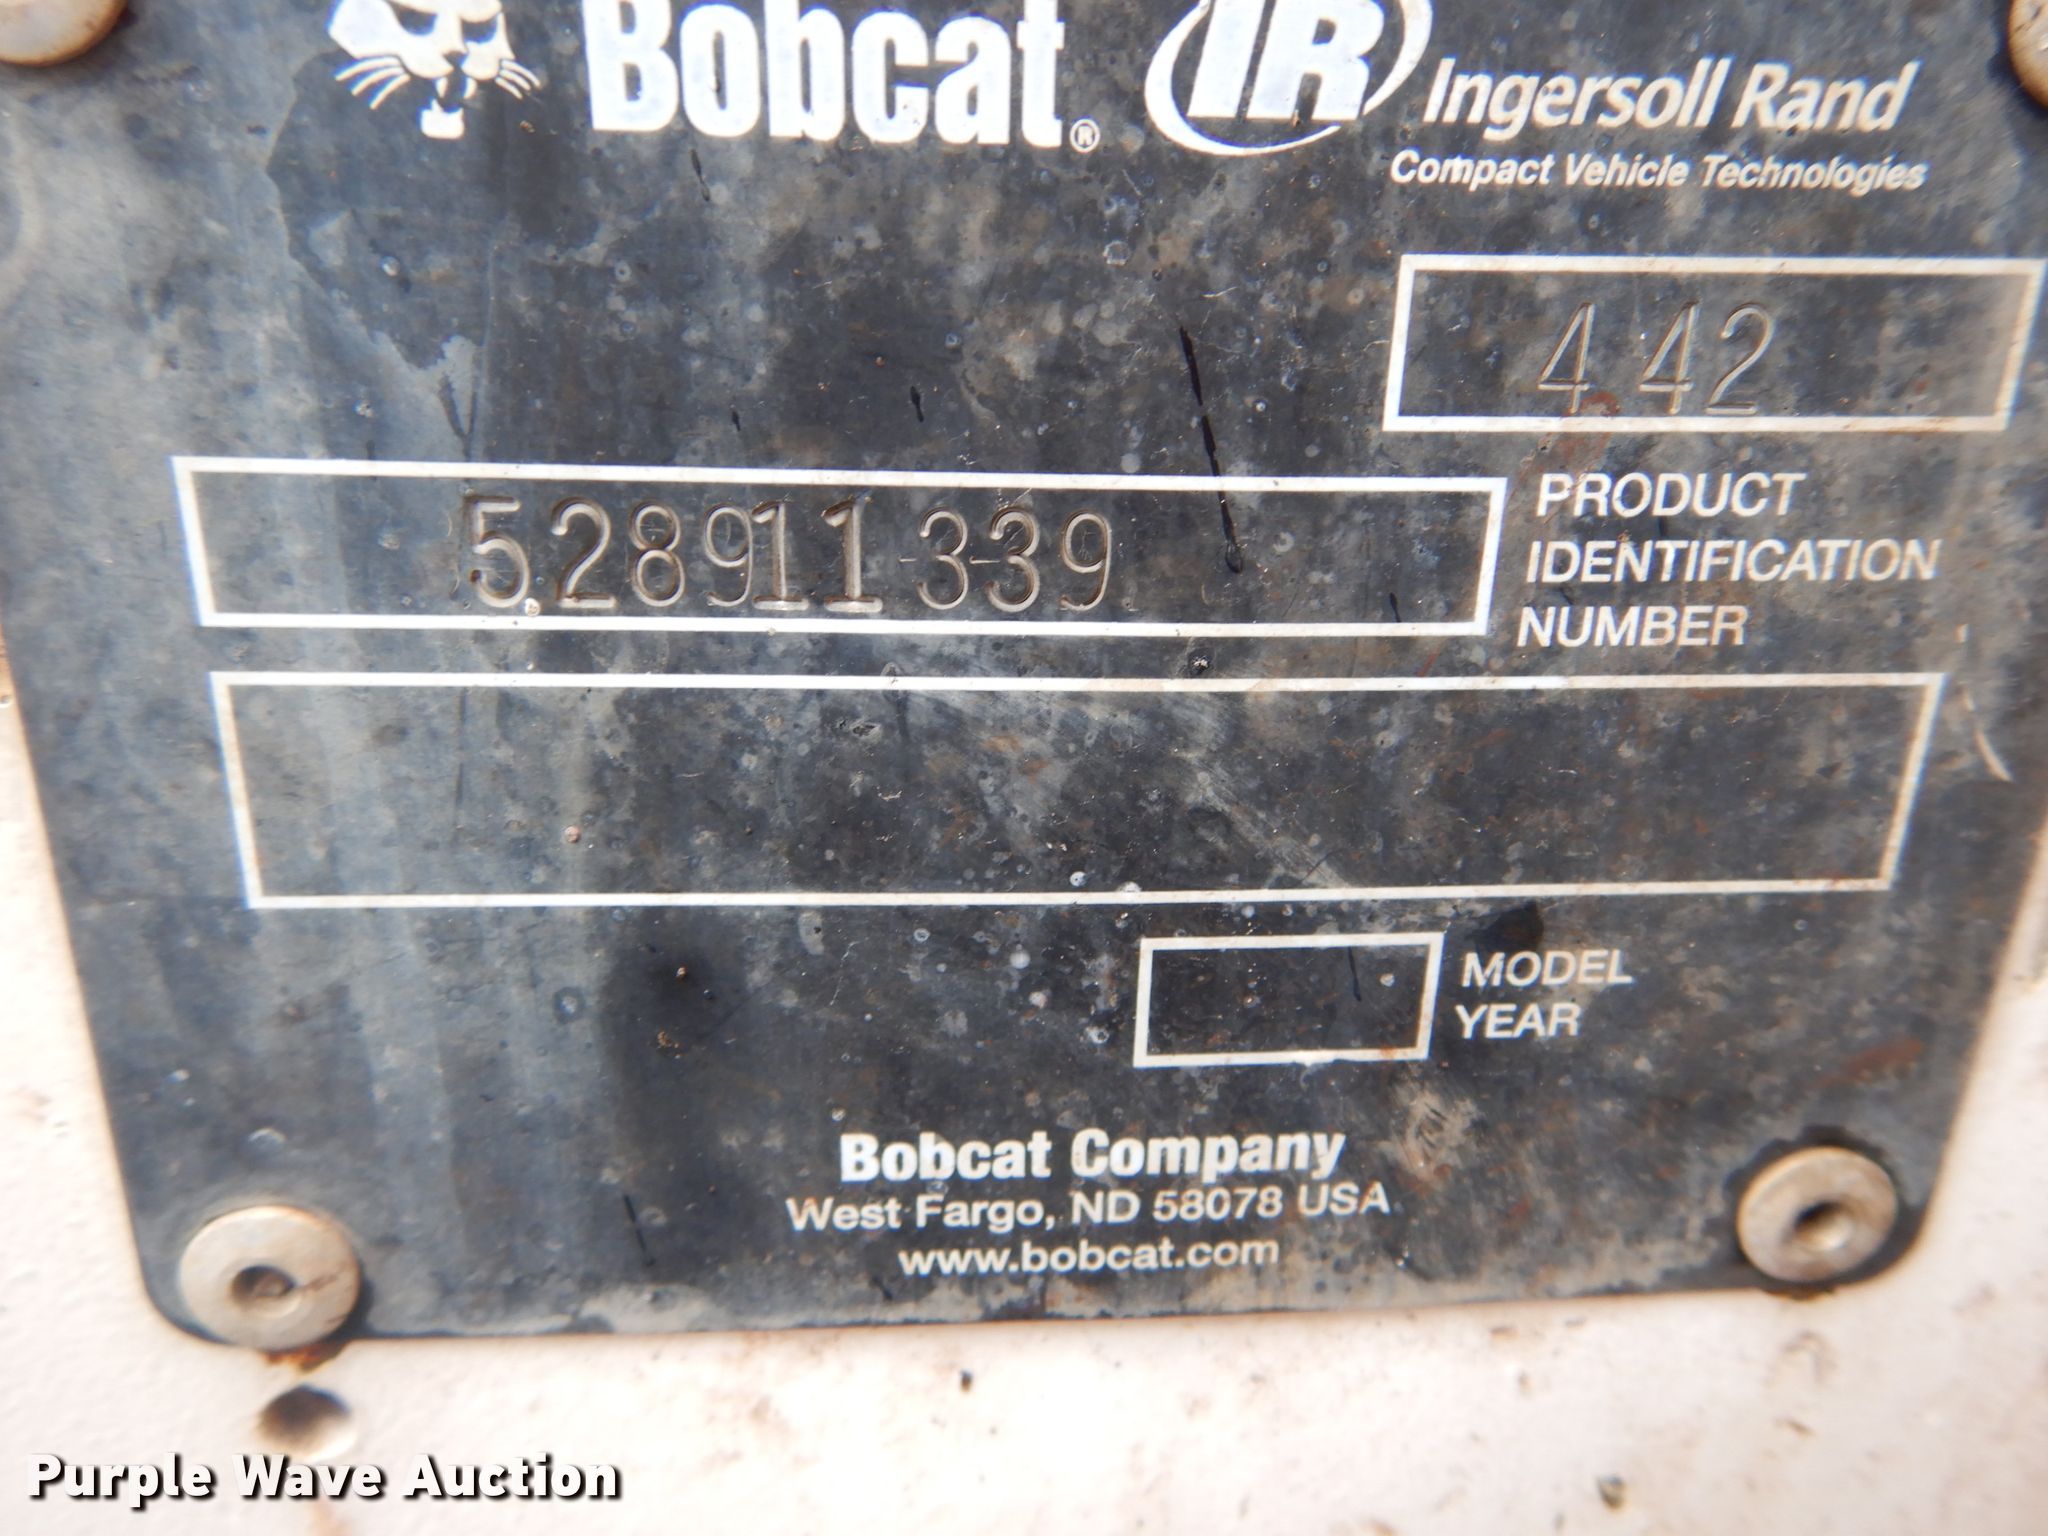 Bobcat® IR Ingersoll Rand
Compact Vehicle Technologies
442
528911339
PRODUCT
IDENTIFICATION
NUMBER
MODEL
YEAR
Bobcat Company
West Fargo, ND 58078 USA
www.bobcat.com
Purple Wave Auction